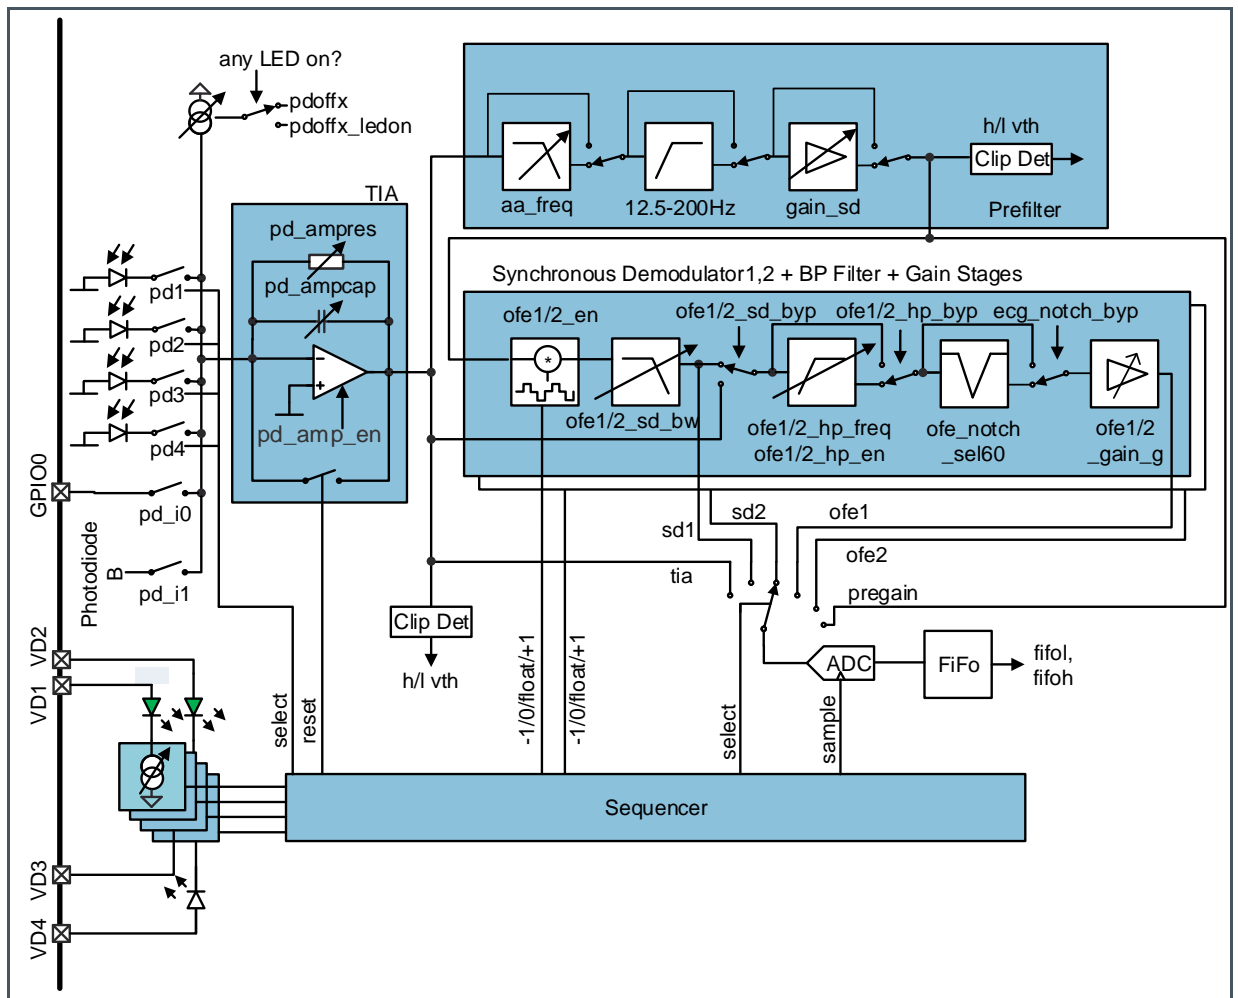 any LED on?
pdoffx
pdoffx_ledon
h/l vth
Clip Det
aa_freq
12.5-200Hz
gain_sd
Prefilter
TIA
pd_ampres
pd_ampcap
pd_amp_en
pd1
pd2
pd3
pd4
GPIO0
pd_i0
Photodiode
B
pd_i1
Synchronous Demodulator1,2 + BP Filter + Gain Stages
ofe1/2_en
ofe1/2_sd_byp
ofe1/2_hp_byp
ecg_notch_byp
*
ofe1/2_sd_bw
ofe1/2_hp_freq
ofe1/2_hp_en
ofe_notch
_sel60
ofe1/2
_gain_g
sd1
sd2
ofe1
ofe2
tia
pregain
Clip Det
h/l vth
ADC
FiFo
fifol,
fifoh
VD2
VD1
select
reset
-1/0/float/+1
-1/0/float/+1
select
sample
Sequencer
VD3
VD4